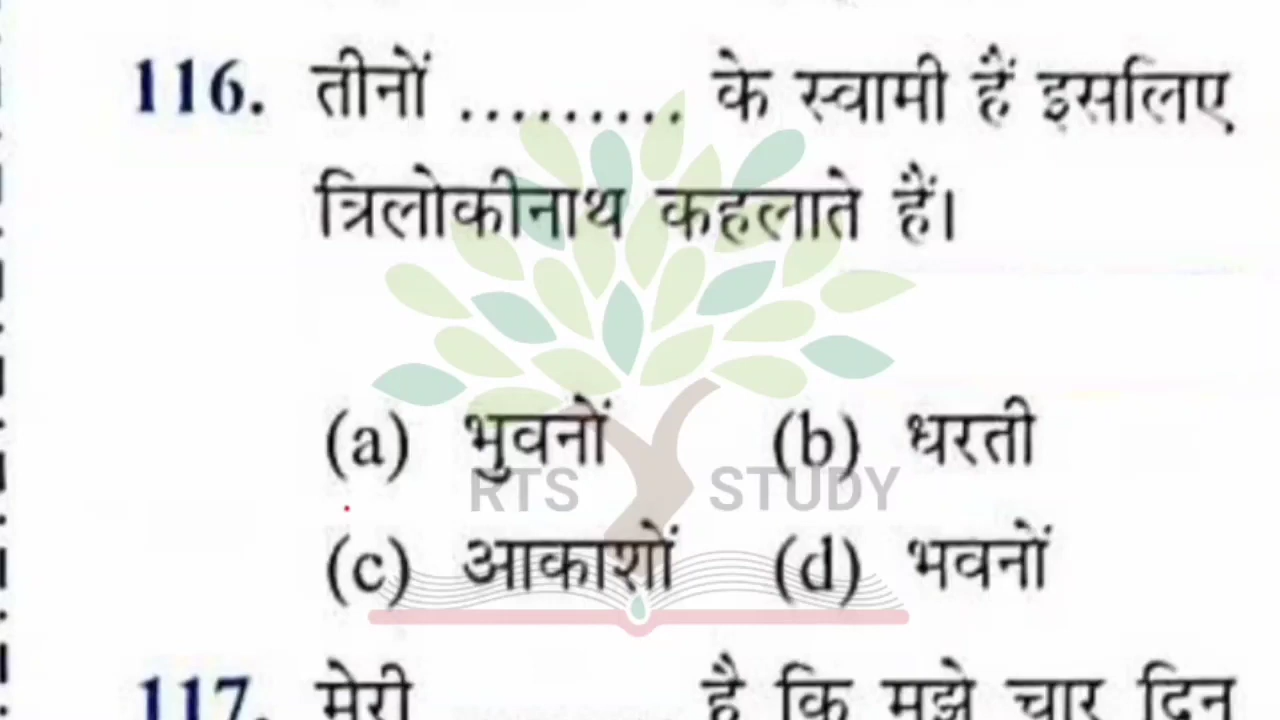 116. तीनों ......... के स्वामी हैं इसलिए
त्रिलोकीनाथ कहलाते हैं।
(a) भुवनों (b) धरती
RTS STUDY
(c) आकाशों (d) भवनों
117. मेरी ......... है कि मुझे चार दिन